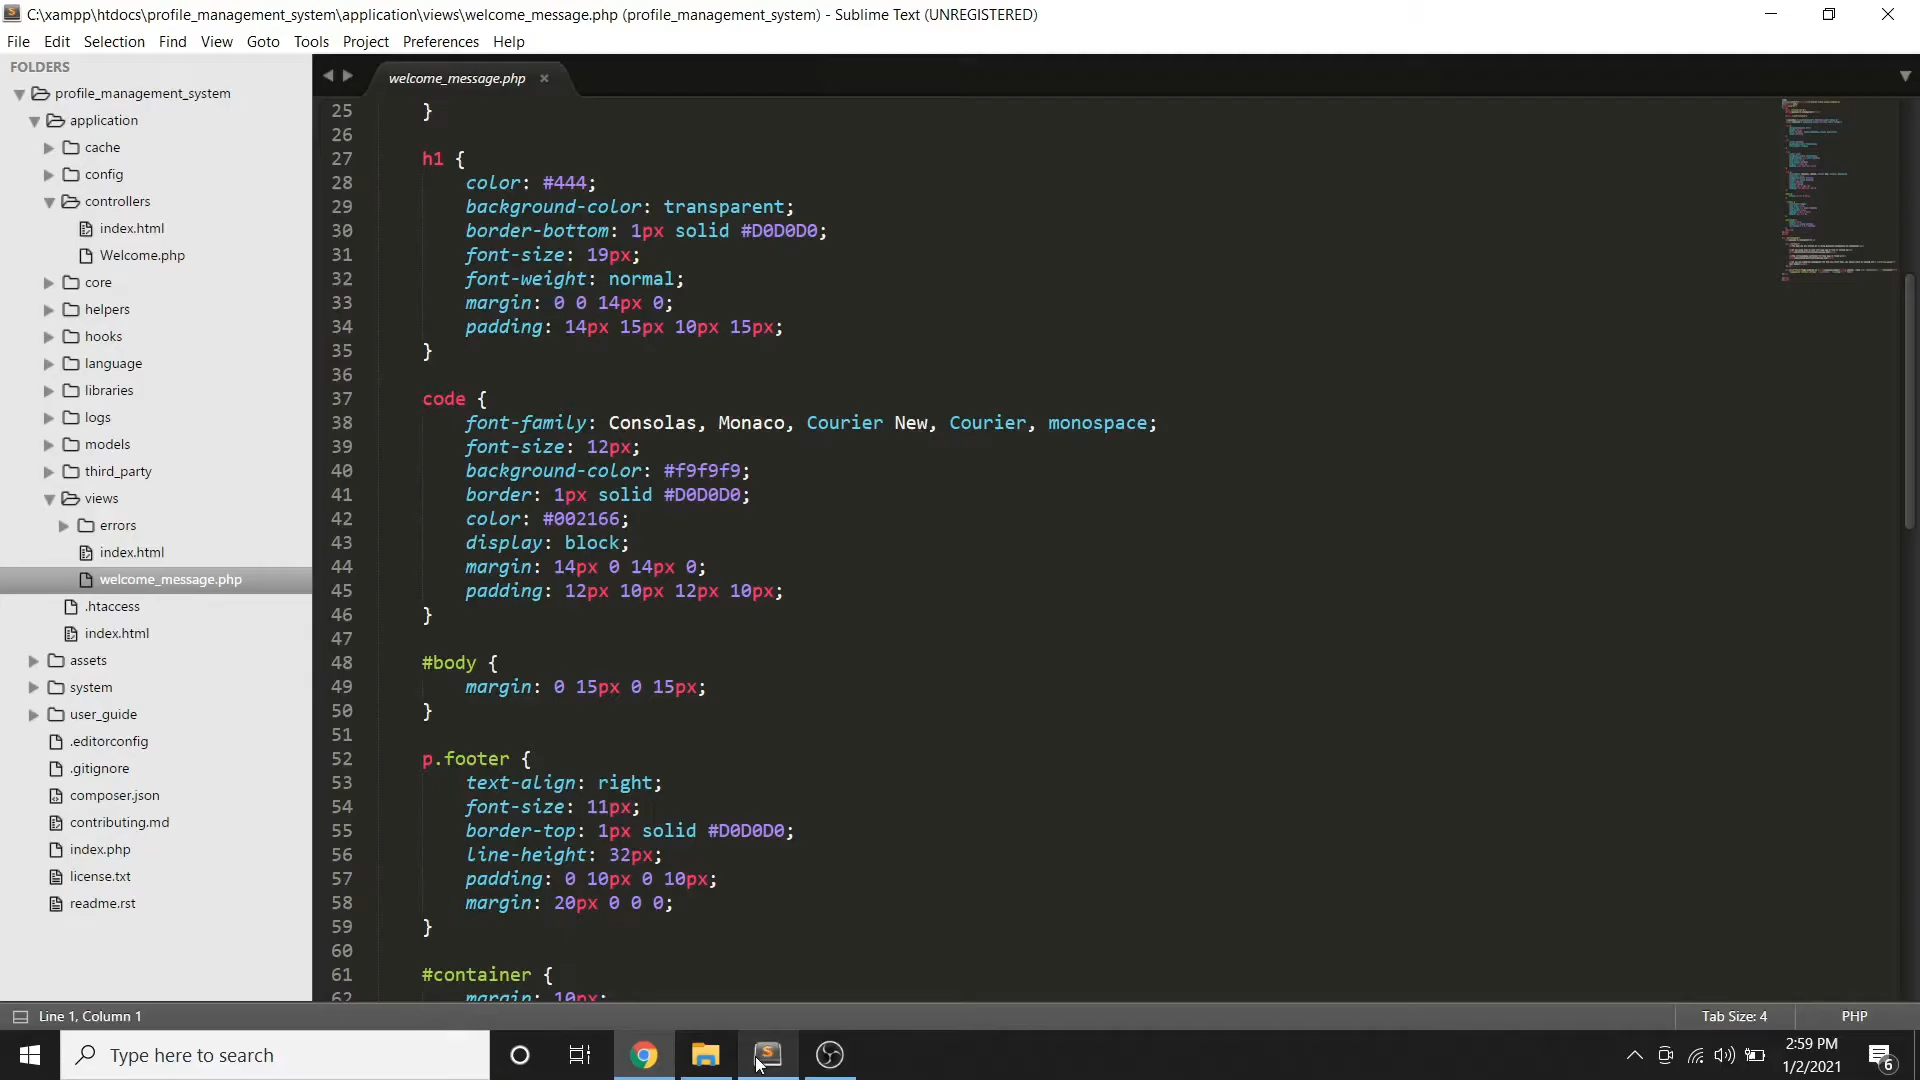 C:\xampp\htdocs\profile_management_system\application\views\welcome_message.php (profile_management_system) - Sublime Text (UNREGISTERED)
File Edit Selection Find View Goto Tools Project Preferences Help
FOLDERS
profile_management_system
application
cache
config
controllers
index.html
Welcome.php
core
helpers
hooks
language
libraries
logs
models
third_party
views
errors
index.html
welcome_message.php
.htaccess
index.html
assets
system
user_guide
.editorconfig
.gitignore
composer.json
contributing.md
index.php
license.txt
readme.rst
welcome_message.php
25 }
26
27 h1 {
28 color: #444;
29 background-color: transparent;
30 border-bottom: 1px solid #D0D0D0;
31 font-size: 19px;
32 font-weight: normal;
33 margin: 0 0 14px 0;
34 padding: 14px 15px 10px 15px;
35 }
36
37 code {
38 font-family: Consolas, Monaco, Courier New, Courier, monospace;
39 font-size: 12px;
40 background-color: #f9f9f9;
41 border: 1px solid #D0D0D0;
42 color: #002166;
43 display: block;
44 margin: 14px 0 14px 0;
45 padding: 12px 10px 12px 10px;
46 }
47
48 #body {
49 margin: 0 15px 0 15px;
50 }
51
52 p.footer {
53 text-align: right;
54 font-size: 11px;
55 border-top: 1px solid #D0D0D0;
56 line-height: 32px;
57 padding: 0 10px 0 10px;
58 margin: 20px 0 0 0;
59 }
60
61 #container {
62 margin: 10px;
Line 1, Column 1
Tab Size: 4
PHP
Type here to search
2:59 PM
1/2/2021
6